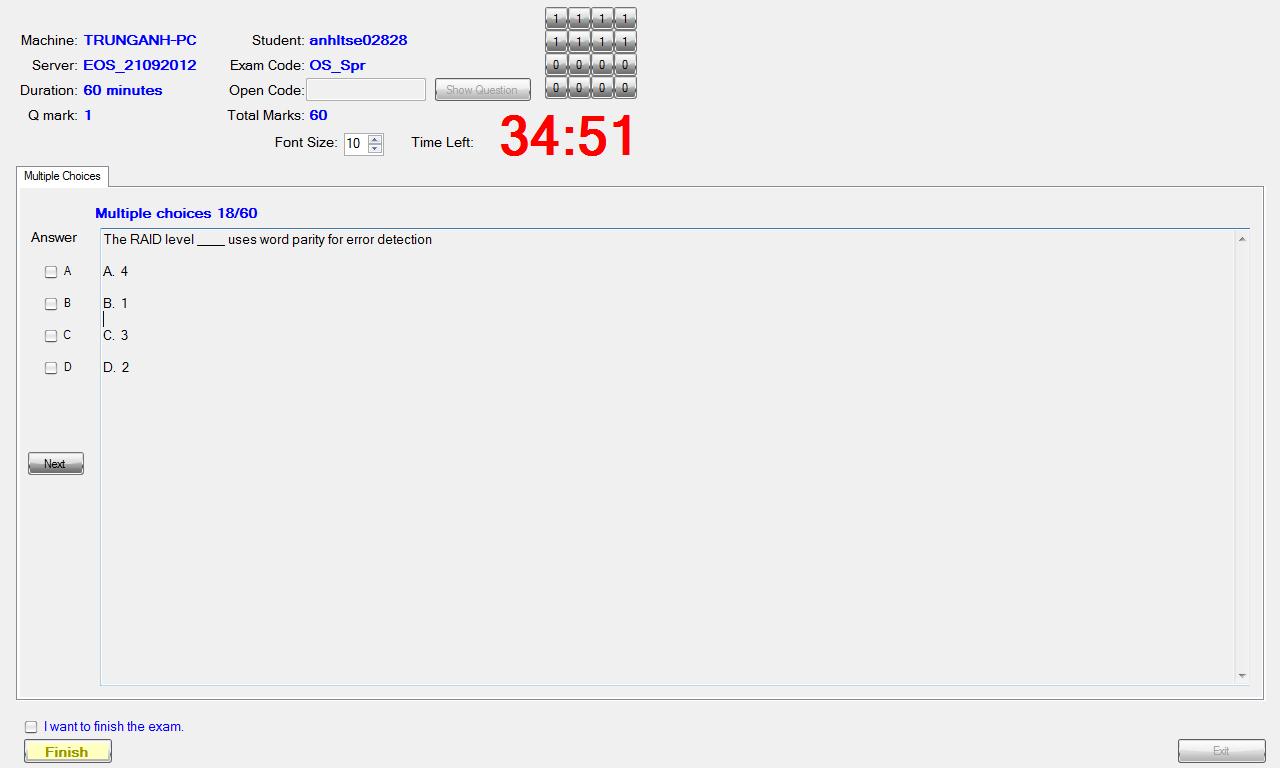 Machine: TRUNGANH-PC Student: anhltse02828
Server: EOS_21092012 Exam Code: OS_Spr
Duration: 60 minutes Open Code: Show Question
Q mark: 1 Total Marks: 60
1 1 1 1
1 1 1 1
0 0 0 0
0 0 0 0
Font Size: 10 Time Left: 34:51
Multiple Choices
Multiple choices 18/60
Answer
The RAID level ____ uses word parity for error detection
A A. 4
B B. 1
C C. 3
D D. 2
Next
I want to finish the exam.
Finish
Exit